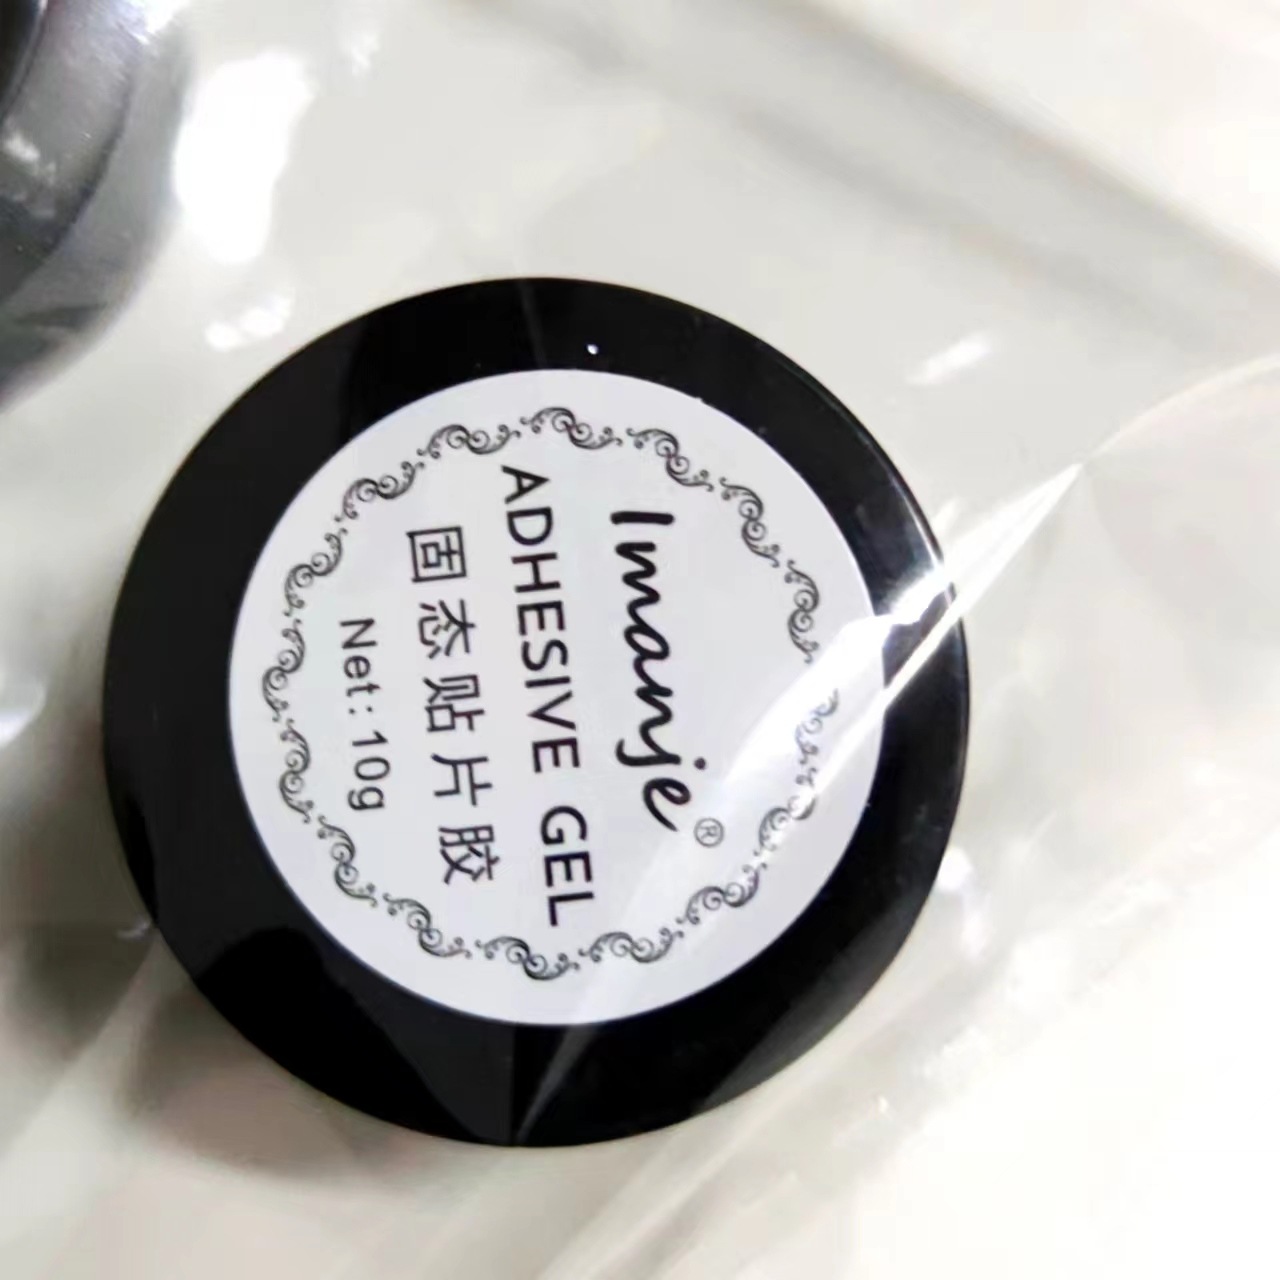 Imanje®
ADHESIVE GEL
固态贴片胶
Net: 10g